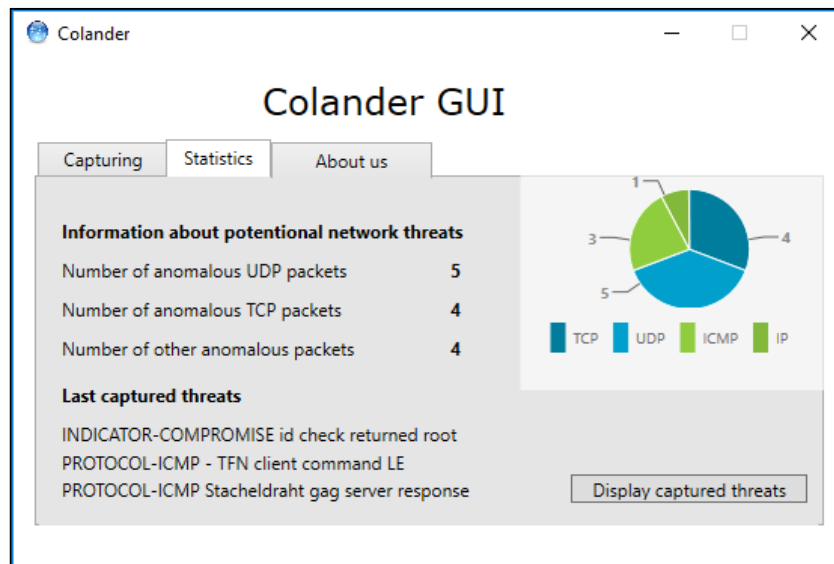 Colander
Colander GUI
Capturing
Statistics
About us
Information about potentional network threats
Number of anomalous UDP packets 5
Number of anomalous TCP packets 4
Number of other anomalous packets 4
Last captured threats
INDICATOR-COMPROMISE id check returned root
PROTOCOL-ICMP - TFN client command LE
PROTOCOL-ICMP Stacheldraht gag server response
1
3
4
5
TCP UDP ICMP IP
Display captured threats